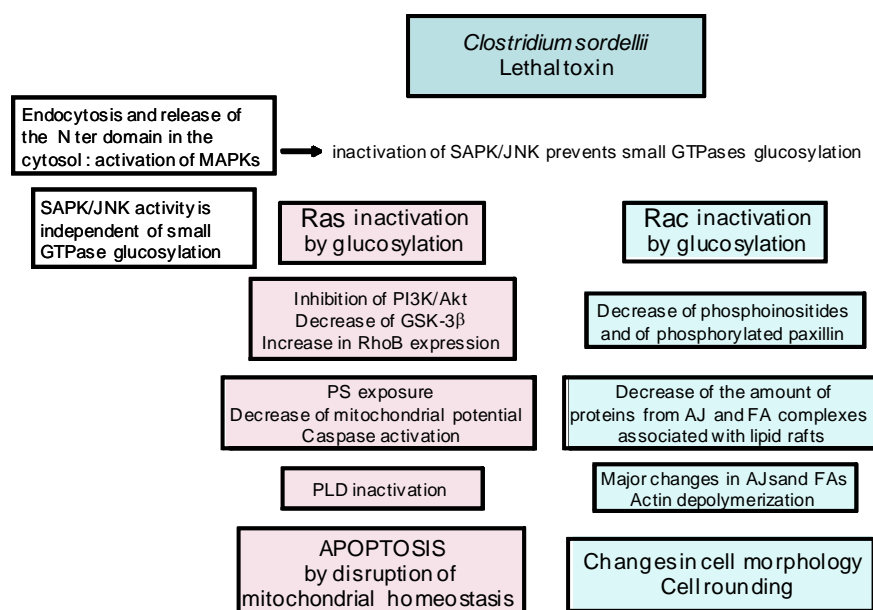 Clostridium sordellii
Lethal toxin
Endocytosis and release of
the N ter domain in the
cytosol : activation of MAPKs
inactivation of SAPK/JNK prevents small GTPases glucosylation
SAPK/JNK activity is
independent of small
GTPase glucosylation
Ras inactivation
by glucosylation
Rac inactivation
by glucosylation
Inhibition of PI3K/Akt
Decrease of GSK-3β
Increase in RhoB expression
Decrease of phosphoinositides
and of phosphorylated paxillin
PS exposure
Decrease of mitochondrial potential
Caspase activation
Decrease of the amount of
proteins from AJ and FA complexes
associated with lipid rafts
PLD inactivation
Major changes in AJsand FAs
Actin depolymerization
APOPTOSIS
by disruption of
mitochondrial homeostasis
Changes in cell morphology
Cell rounding